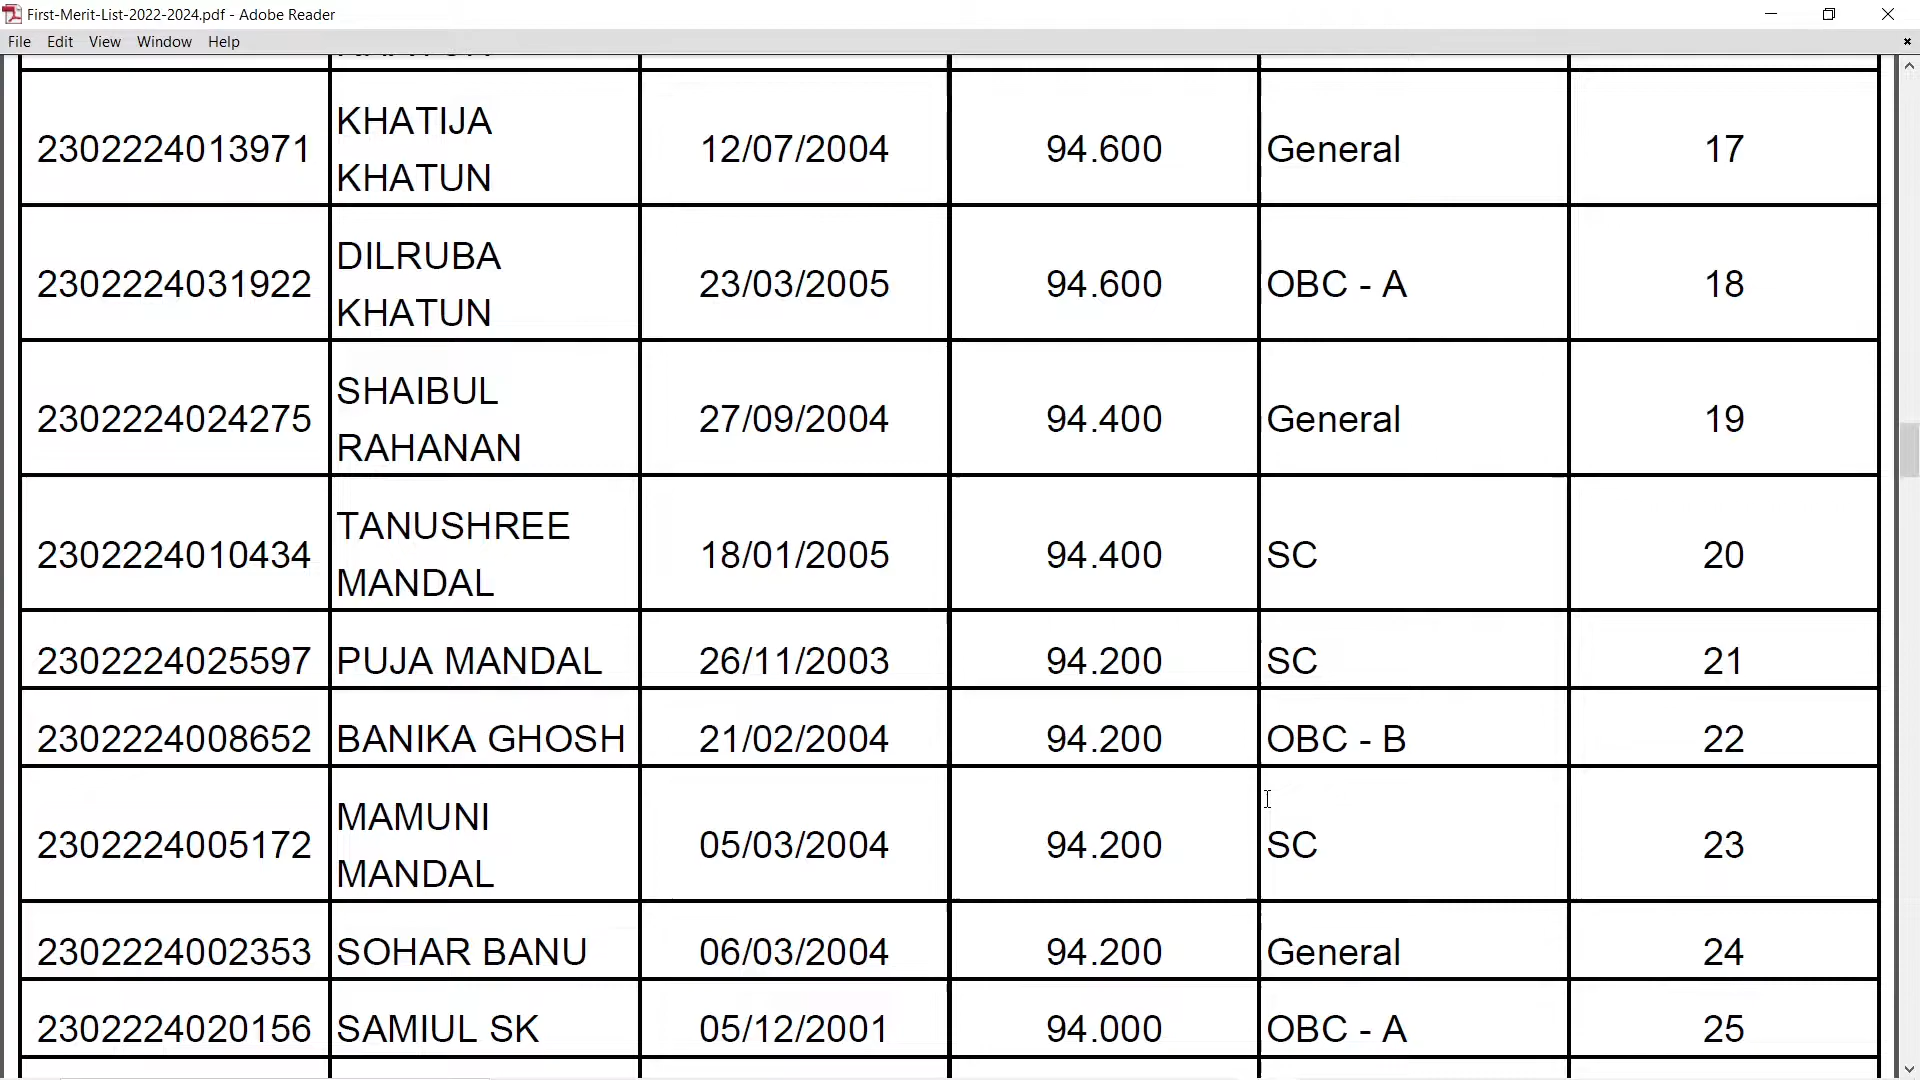 First-Merit-List-2022-2024.pdf - Adobe Reader
File Edit View Window Help
KHATIJA
2302224013971 KHATUN 12/07/2004 94.600 General 17
DILRUBA
2302224031922 KHATUN 23/03/2005 94.600 OBC - A 18
SHAIBUL
2302224024275 RAHANAN 27/09/2004 94.400 General 19
TANUSHREE
2302224010434 MANDAL 18/01/2005 94.400 SC 20
2302224025597 PUJA MANDAL 26/11/2003 94.200 SC 21
2302224008652 BANIKA GHOSH 21/02/2004 94.200 OBC - B 22
MAMUNI
2302224005172 MANDAL 05/03/2004 94.200 SC 23
2302224002353 SOHAR BANU 06/03/2004 94.200 General 24
2302224020156 SAMIUL SK 05/12/2001 94.000 OBC - A 25